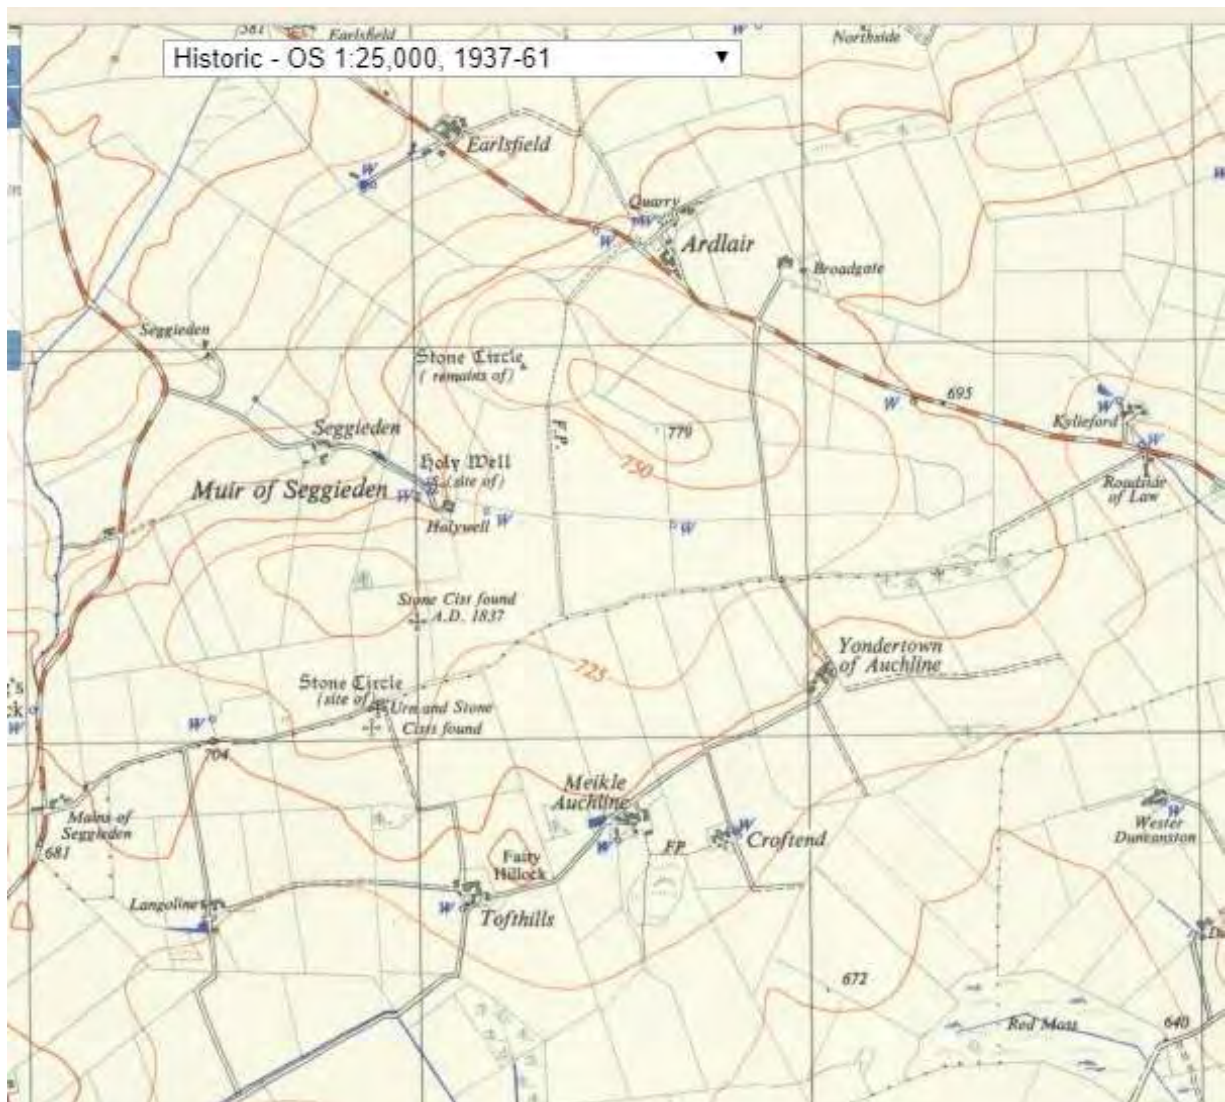 381
Earlsfield
Northside
W
Historic - OS 1:25,000, 1937-61
▼
Earlsfield
W
W
Quarry
W
W
Ardlair
Broadgate
Seggieden
Stone Circle
(remains of)
695
W
W
Kylieford
W
Seggieden
F.P.
779
750
Roadside
of Law
Holy Well
(site of)
Muir of Seggieden
W
W
W
Holywell
Stone Cist found
A.D. 1837
Yondertown
of Auchline
725
Stone Circle
(site of)
Urn and Stone
Cists found
W
W
704
Meikle
Auchline
W
Wester
Duncanston
Mains of
Seggieden
681
W
W
Croftend
F.P.
Fairy
Hillock
Langoline
W
Tofthills
672
Red Moss
640